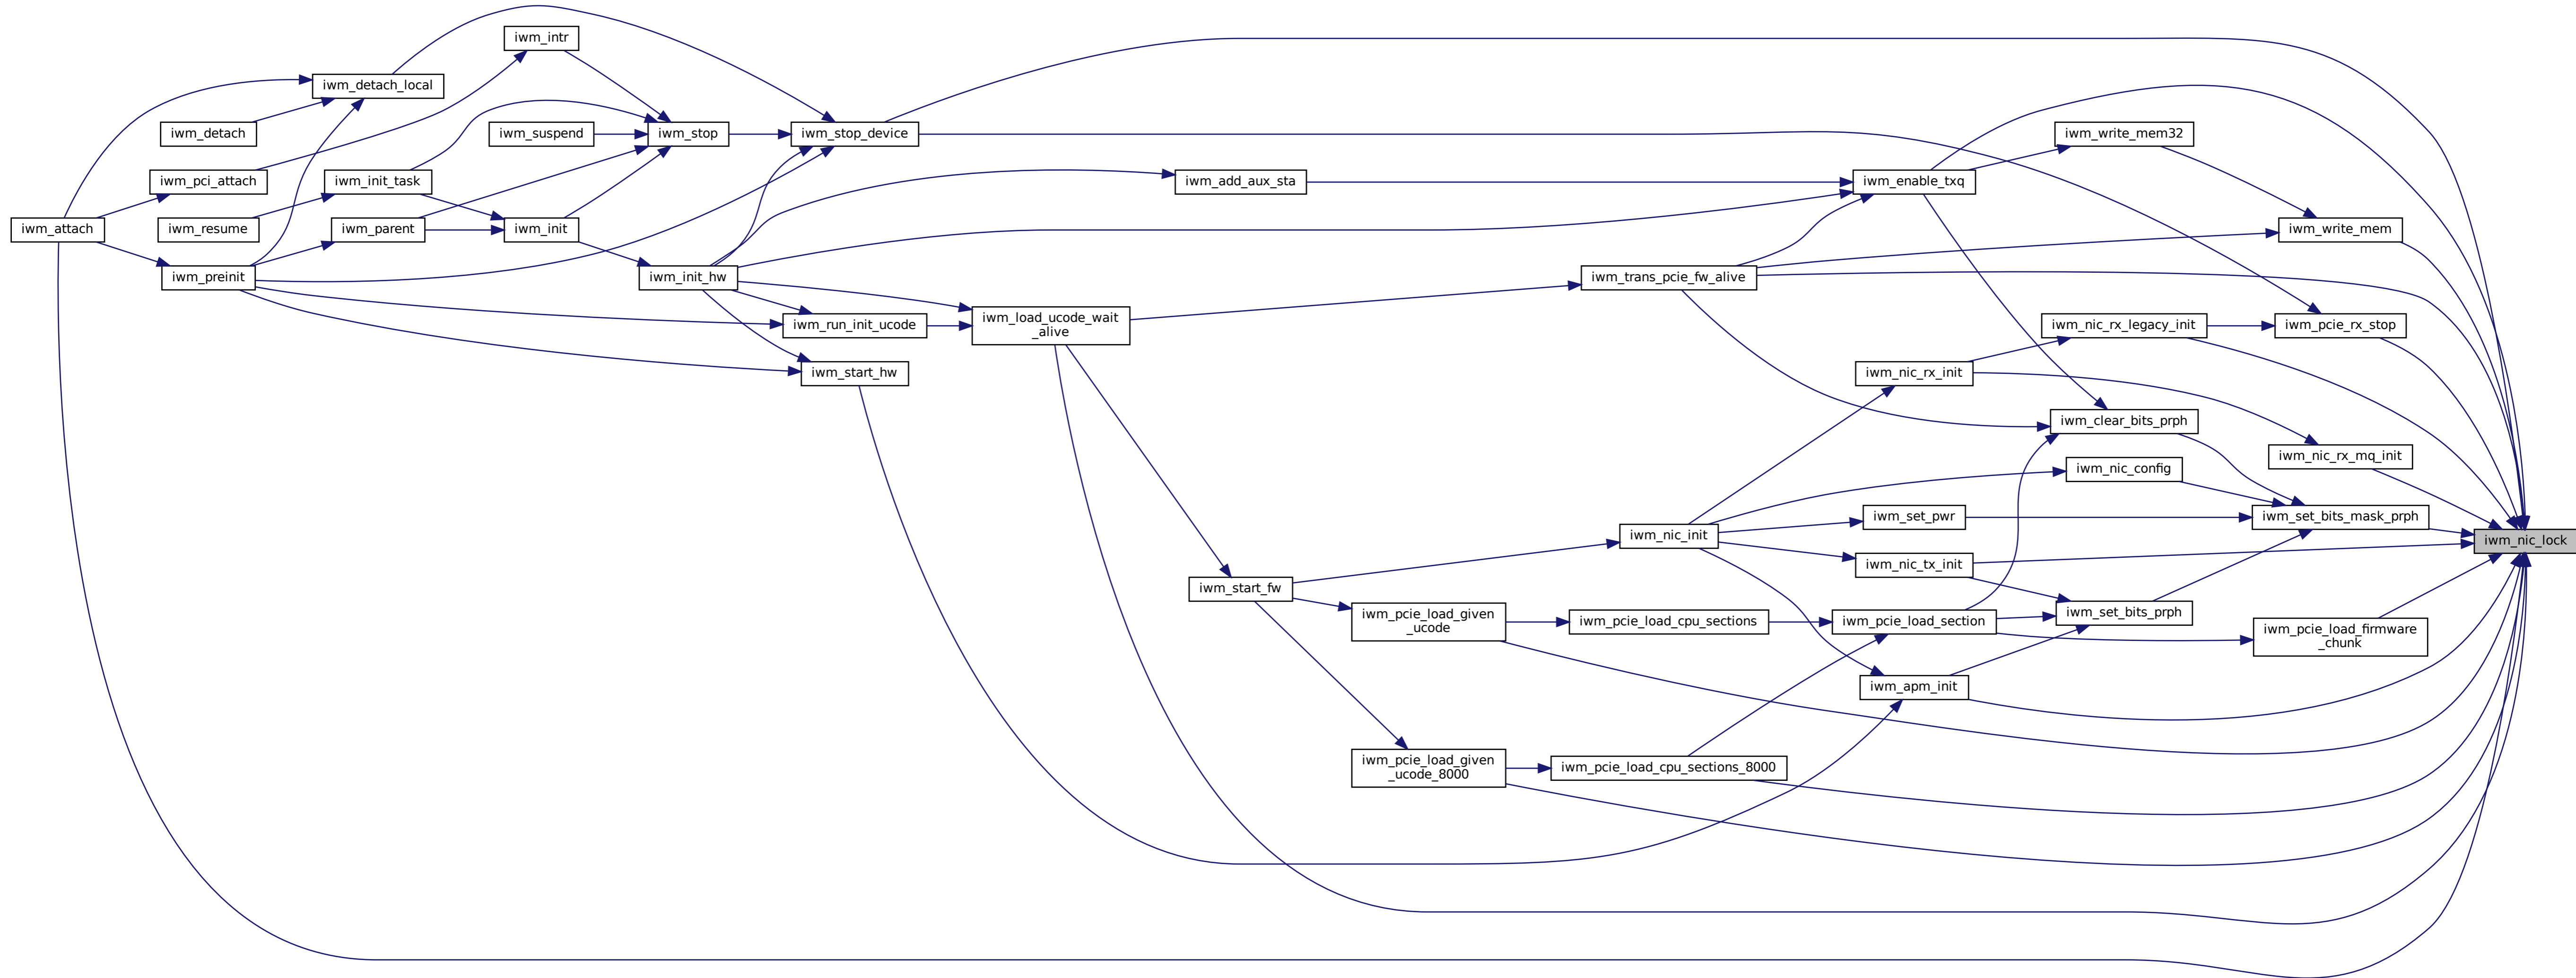 iwm_intr
iwm_detach_local
iwm_detach
iwm_suspend
iwm_stop
iwm_stop_device
iwm_write_mem32
iwm_pci_attach
iwm_init_task
iwm_add_aux_sta
iwm_enable_txq
iwm_attach
iwm_resume
iwm_parent
iwm_init
iwm_write_mem
iwm_preinit
iwm_init_hw
iwm_trans_pcie_fw_alive
iwm_run_init_ucode
iwm_load_ucode_wait
_alive
iwm_nic_rx_legacy_init
iwm_pcie_rx_stop
iwm_start_hw
iwm_nic_rx_init
iwm_clear_bits_prph
iwm_nic_rx_mq_init
iwm_nic_config
iwm_set_pwr
iwm_set_bits_mask_prph
iwm_nic_init
iwm_nic_lock
iwm_nic_tx_init
iwm_start_fw
iwm_set_bits_prph
iwm_pcie_load_given
_ucode
iwm_pcie_load_cpu_sections
iwm_pcie_load_section
iwm_pcie_load_firmware
_chunk
iwm_apm_init
iwm_pcie_load_given
_ucode_8000
iwm_pcie_load_cpu_sections_8000